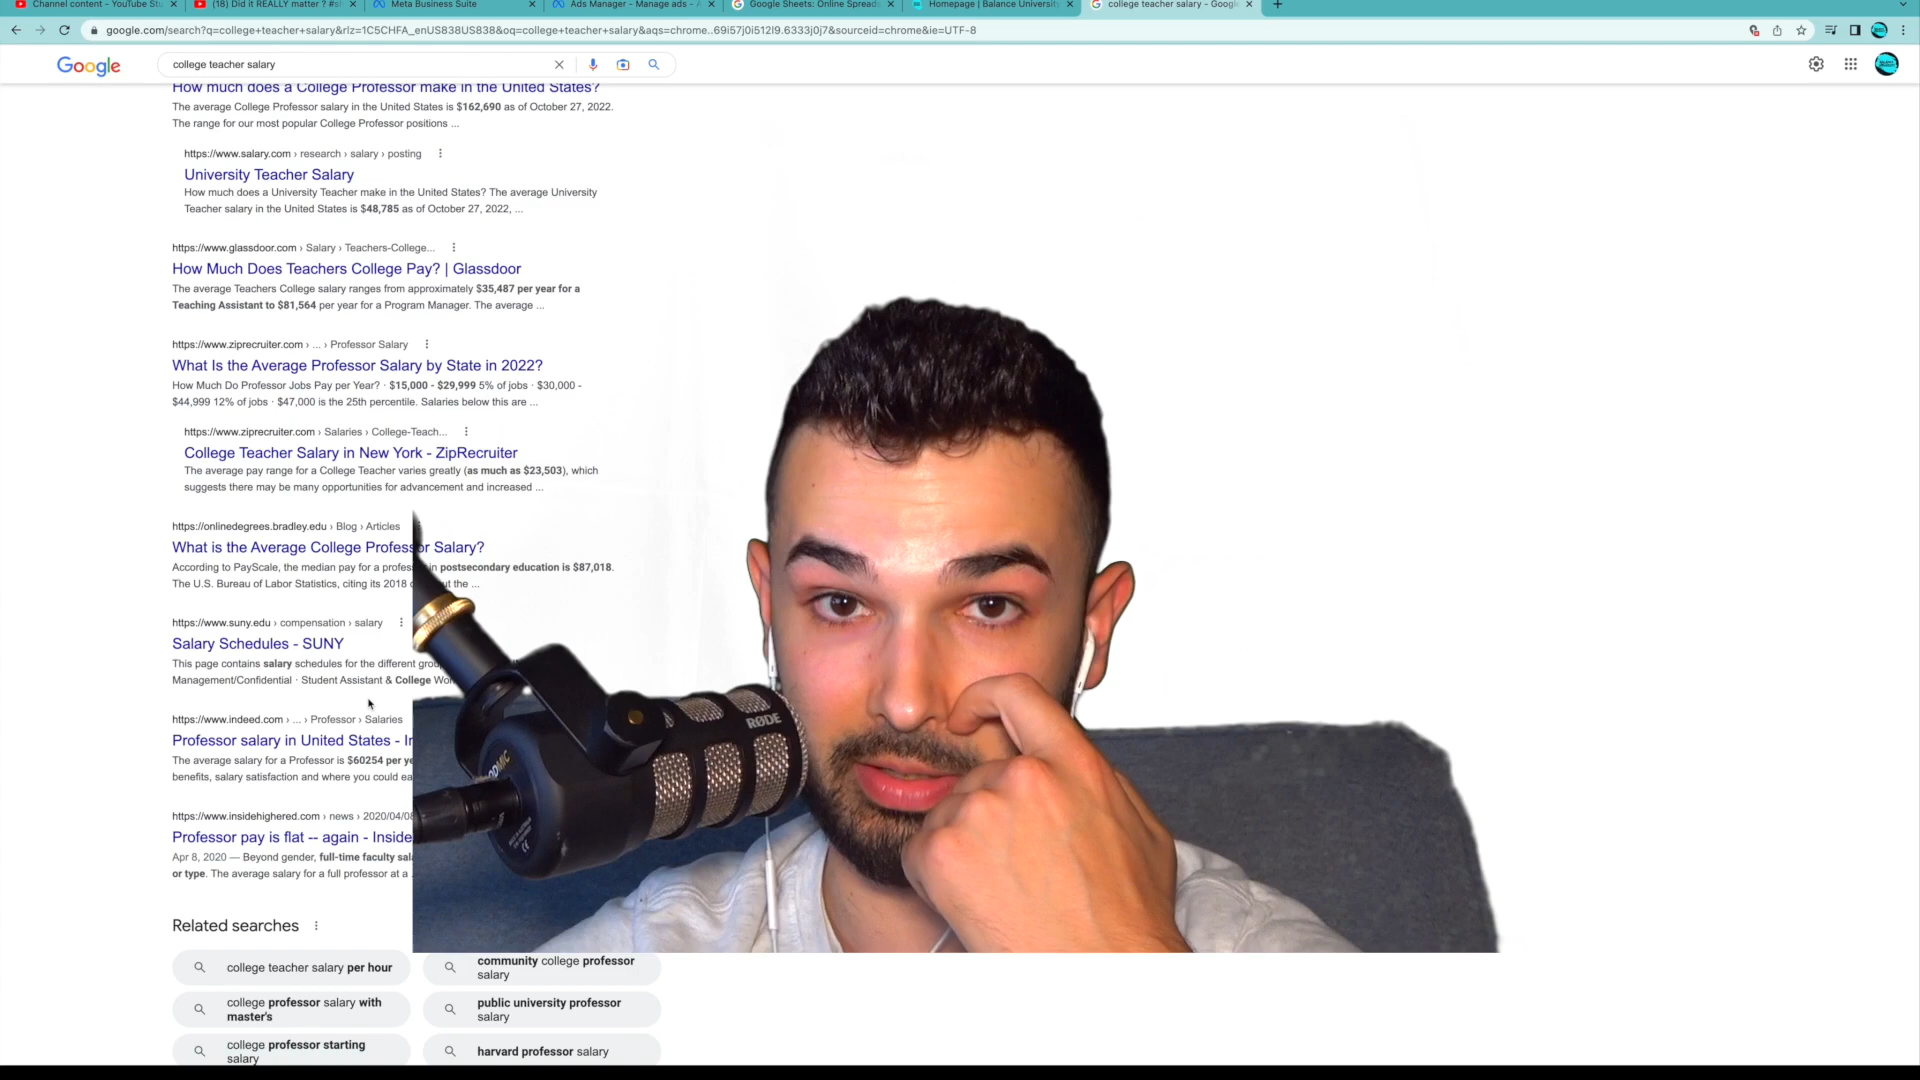 Channel content - YouTube Stu
(18) Did it REALLY matter ? #sh
Meta Business Suite
Ads Manager - Manage ads - A
Google Sheets: Online Spreads
Homepage | Balance University
college teacher salary - Google
google.com/search?q=college+teacher+salary&rlz=1C5CHFA_enUS838US838&oq=college+teacher+salary&aqs=chrome..69i57j0i512l9.6333j0j7&sourceid=chrome&ie=UTF-8
Google
college teacher salary
How much does a College Professor make in the United States?
The average College Professor salary in the United States is $162,690 as of October 27, 2022.
The range for our most popular College Professor positions ...
https://www.salary.com › research › salary › posting
University Teacher Salary
How much does a University Teacher make in the United States? The average University
Teacher salary in the United States is $48,785 as of October 27, 2022, ...
https://www.glassdoor.com › Salary › Teachers-College...
How Much Does Teachers College Pay? | Glassdoor
The average Teachers College salary ranges from approximately $35,487 per year for a
Teaching Assistant to $81,564 per year for a Program Manager. The average ...
https://www.ziprecruiter.com › ... › Professor Salary
What Is the Average Professor Salary by State in 2022?
How Much Do Professor Jobs Pay per Year? · $15,000 - $29,999 5% of jobs · $30,000 -
$44,999 12% of jobs · $47,000 is the 25th percentile. Salaries below this are ...
https://www.ziprecruiter.com › Salaries › College-Teach...
College Teacher Salary in New York - ZipRecruiter
The average pay range for a College Teacher varies greatly (as much as $23,503), which
suggests there may be many opportunities for advancement and increased ...
https://onlinedegrees.bradley.edu › Blog › Articles
What is the Average College Professor Salary?
According to PayScale, the median pay for a profess in postsecondary education is $87,018.
The U.S. Bureau of Labor Statistics, citing its 2018 ut the ...
https://www.suny.edu › compensation › salary
Salary Schedules - SUNY
This page contains salary schedules for the different grou
Management/Confidential · Student Assistant & College Wor
https://www.indeed.com › ... › Professor › Salaries
Professor salary in United States - In
The average salary for a Professor is $60254 per ye
benefits, salary satisfaction and where you could ea
https://www.insidehighered.com › news › 2020/04/08
Professor pay is flat -- again - Inside
Apr 8, 2020 — Beyond gender, full-time faculty sal
or type. The average salary for a full professor at a
RØDE
Related searches
college teacher salary per hour
community college professor
salary
college professor salary with
master's
public university professor
salary
college professor starting
salary
harvard professor salary